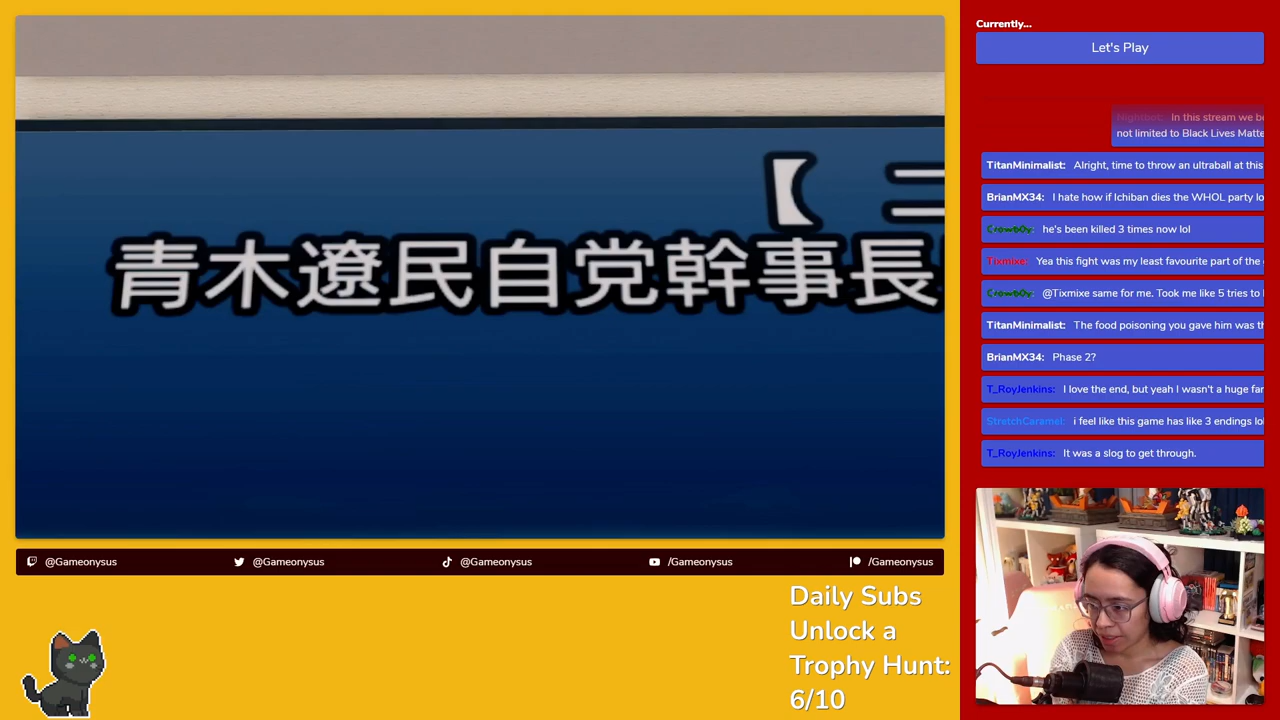 Currently...
Let's Play
Nightbot: In this stream we be
not limited to Black Lives Matte
TitanMinimalist: Alright, time to throw an ultraball at this
BrianMX34: I hate how if Ichiban dies the WHOL party lo
he's been killed 3 times now lol
Tixmixe: Yea this fight was my least favourite part of the
@Tixmixe same for me. Took me like 5 tries to
TitanMinimalist: The food poisoning you gave him was th
BrianMX34: Phase 2?
T_RoyJenkins: I love the end, but yeah I wasn't a huge fan
StretchCaramel: i feel like this game has like 3 endings lo
T_RoyJenkins: It was a slog to get through.
【ニ
青木遼民自党幹事長
@Gameonysus
@Gameonysus
@Gameonysus
/Gameonysus
/Gameonysus
Daily Subs
Unlock a
Trophy Hunt:
6/10